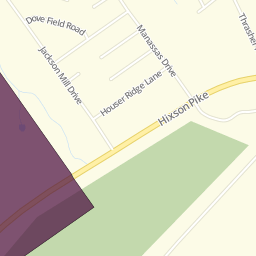 Dove Field Road
Jackson Mill Drive
Manassas Drive
Houser Ridge Lane
Hixson Pike
Thrasher